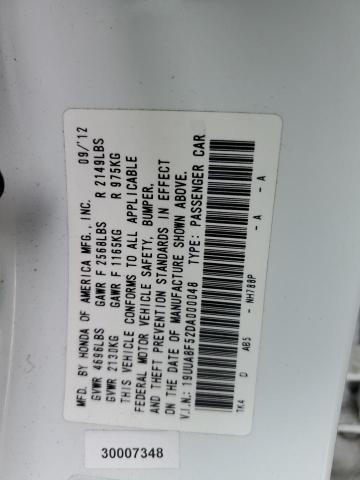 MFD. BY HONDA OF AMERICA MFG., INC. 09/'12
GVWR 4696LBS GAWR F 2568LBS R 2149LBS
GVWR 2130KG GAWR F 1165KG R 975KG
THIS VEHICLE CONFORMS TO ALL APPLICABLE
FEDERAL MOTOR VEHICLE SAFETY, BUMPER,
AND THEFT PREVENTION STANDARDS IN EFFECT
ON THE DATE OF MANUFACTURE SHOWN ABOVE.
V.I.N.: 19UUA8F52DA000048 TYPE: PASSENGER CAR
TK4 D AB5 - NH788P - A - A
30007348